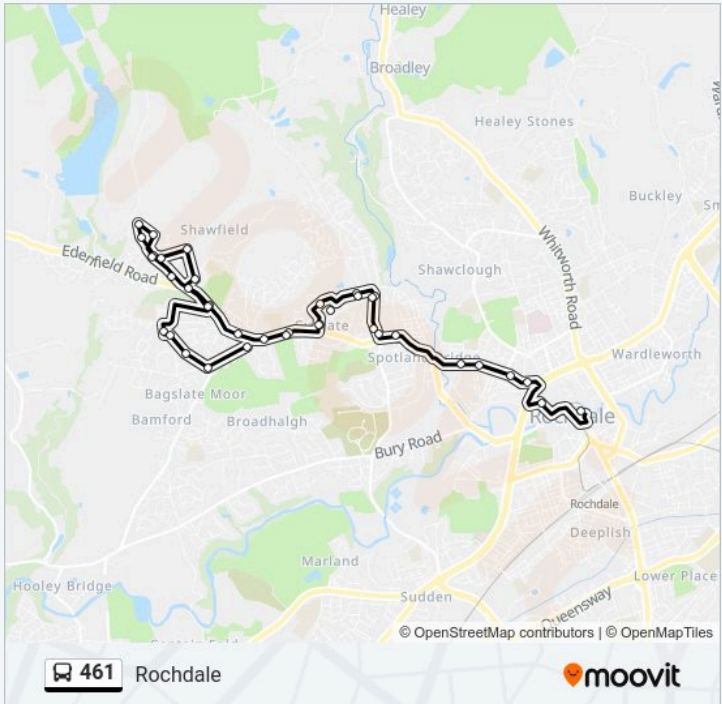 Healey
Broadley
Healey Stones
Buckley
Shawfield
Edenfield Road
Whitworth Road
Shawclough
Wardleworth
Bagslate Moor
Bamford
Broadhalgh
Bury Road
Rochdale
Rochdale
Deeplish
Marland
Hooley Bridge
Lower Place
Sudden
Queensway
© OpenStreetMap contributors | © OpenMapTiles
461 Rochdale
moovit